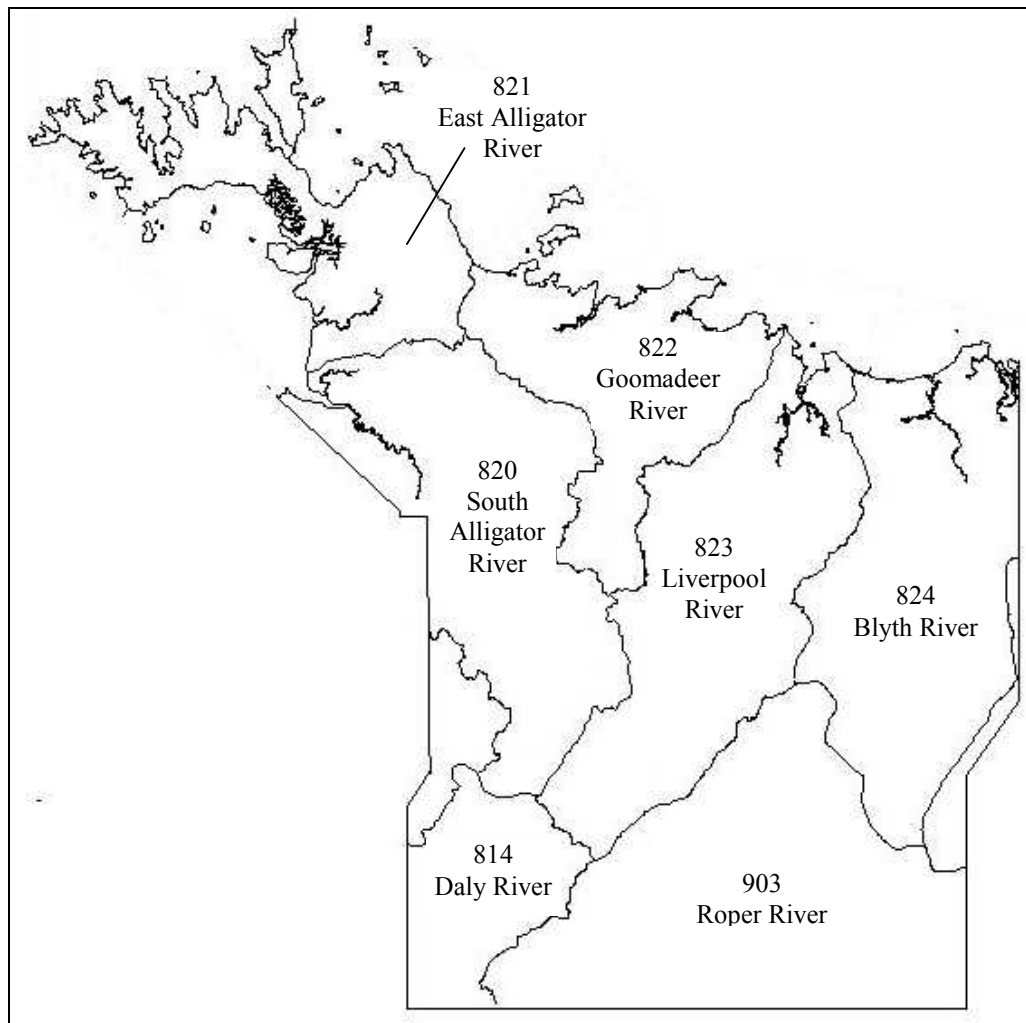 821
East Alligator
River
822
Goomadeer
River
820
South
Alligator
River
823
Liverpool
River
824
Blyth River
814
Daly River
903
Roper River